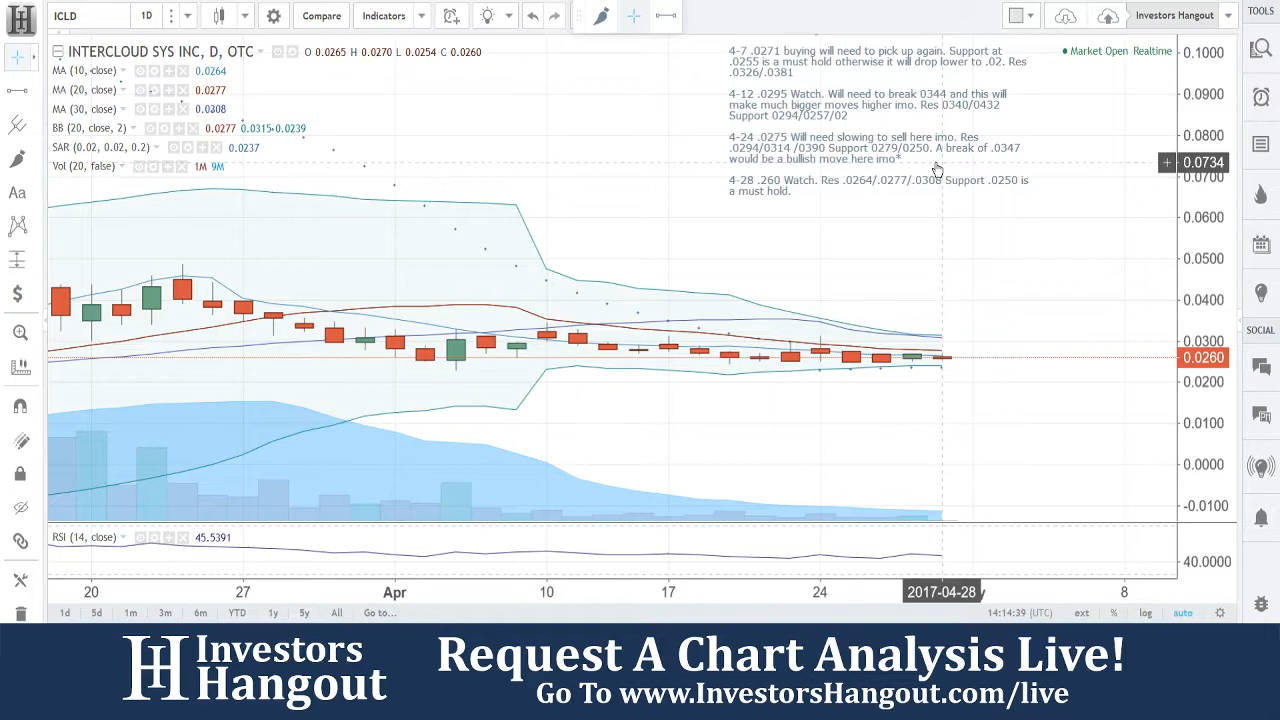 ICLD
1D
Compare
Indicators
Investors Hangout
TOOLS
INTERCLOUD SYS INC, D, OTC
O 0.0265 H 0.0270 L 0.0254 C 0.0260
MA (10, close) 0.0264
MA (20, close) 0.0277
MA (30, close) 0.0308
BB (20, close, 2) 0.0277 0.0315 0.0239
SAR (0.02, 0.02, 0.2) 0.0237
Vol (20, false) 1M 9M
4-7 .0271 buying will need to pick up again. Support at
.0255 is a must hold otherwise it will drop lower to .02. Res
.0326/.0381
4-12 .0295 Watch. Will need to break 0344 and this will
make much bigger moves higher imo. Res 0340/0432
Support 0294/0257/02
4-24 .0275 Will need slowing to sell here imo. Res
.0294/0314 /0390 Support 0279/0250. A break of .0347
would be a bullish move here imo*
4-28 .260 Watch. Res .0264/.0277/.0308 Support .0250 is
a must hold.
Market Open Realtime
0.1000
0.0900
0.0800
0.0734
0.0700
0.0600
0.0500
0.0400
0.0300
0.0260
0.0200
0.0100
0.0000
-0.0100
RSI (14, close) 45.5391
40.0000
20
27
Apr
10
17
24
2017-04-28
8
1d
5d
1m
3m
6m
YTD
1y
5y
All
Go to...
14:14:39 (UTC)
ext
%
log
auto
SOCIAL
Aa
Investors
Hangout
Request A Chart Analysis Live!
Go To www.InvestorsHangout.com/live